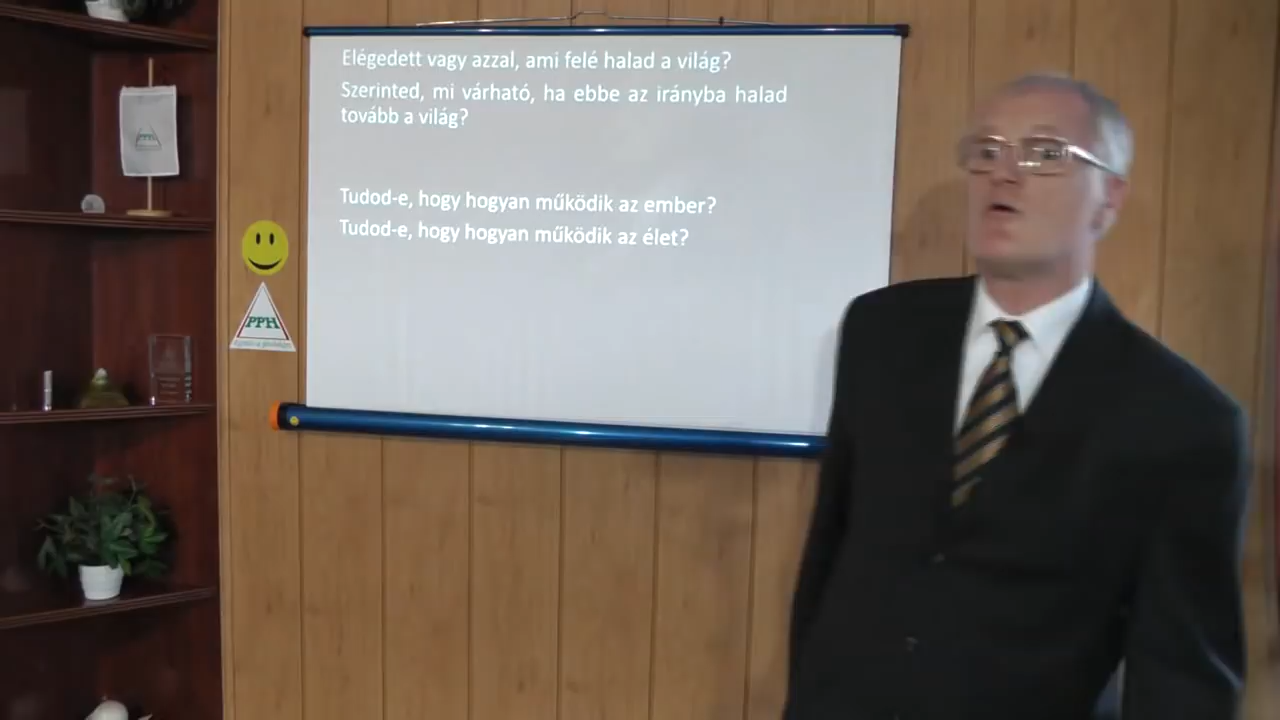 Elégedett vagy azzal, ami felé halad a világ?
Szerinted, mi várható, ha ebbe az irányba halad
tovább a világ?
Tudod-e, hogy hogyan működik az ember?
Tudod-e, hogy hogyan működik az élet?
PPH
PPH